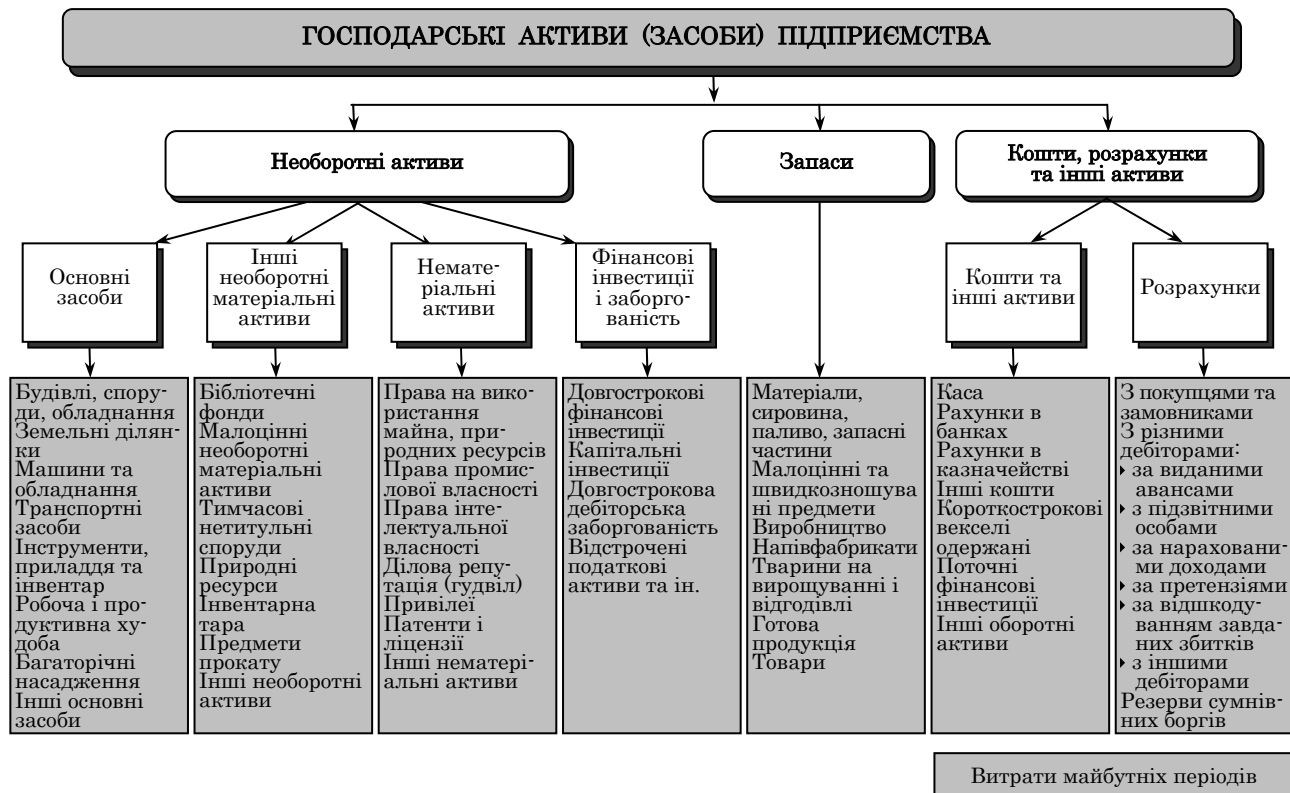 ГОСПОДАРСЬКІ АКТИВИ (ЗАСОБИ) ПІДПРИЄМСТВА
Необоротні активи
Запаси
Кошти, розрахунки
та інші активи
Основні
засоби
Інші
необоротні
матеріальні
активи
Немате-
ріальні
активи
Фінансові
інвестиції
і заборго-
ваність
Кошти та
інші активи
Розрахунки
Будівлі, спору-
ди, обладнання
Земельні ділян-
ки
Машини та
обладнання
Транспортні
засоби
Інструменти,
приладдя та
інвентар
Робоча і про-
дуктивна ху-
доба
Багаторічні
насадження
Інші основні
засоби
Бібліотечні
фонди
Малоцінні
необоротні
матеріальні
активи
Тимчасові
нетитульні
споруди
Природні
ресурси
Інвентарна
тара
Предмети
прокату
Інші необоротні
активи
Права на вико-
ристання
майна, при-
родних ресурсів
Права промис-
лової власності
Права інте-
лектуальної
власності
Ділова репу-
тація (гудвіл)
Привілеї
Патенти і
ліцензії
Інші нематері-
альні активи
Довгострокові
фінансові
інвестиції
Капітальні
інвестиції
Довгострокова
дебіторська
заборгованість
Відстрочені
податкові
активи та ін.
Матеріали,
сировина,
паливо, запасні
частини
Малоцінні та
швидкозношува
ні предмети
Виробництво
Напівфабрикати
Тварини на
вирощуванні і
відгодівлі
Готова
продукція
Товари
Каса
Рахунки в
банках
Рахунки в
казначействі
Інші кошти
Короткострокові
векселі
одержані
Поточні
фінансові
інвестиції
Інші оборотні
активи
З покупцями та
замовниками
З різними
дебіторами:
за виданими
авансами
з підзвітними
особами
за нараховани-
ми доходами
за претензіями
за відшкоду-
ванням завда-
них збитків
з іншими
дебіторами
Резерви сумнів-
них боргів
Витрати майбутніх періодів